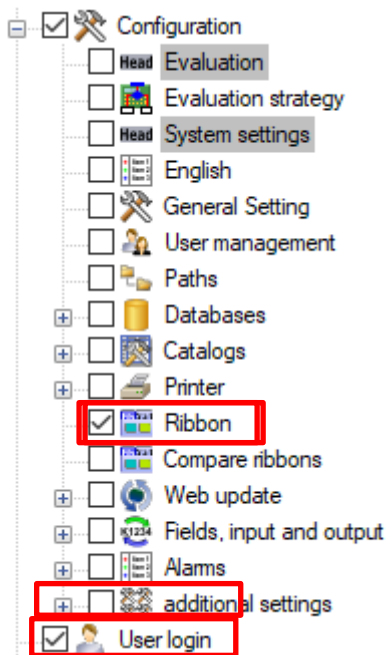 Configuration
Head Evaluation
Evaluation strategy
Head System settings
English
General Setting
User management
Paths
Databases
Catalogs
Printer
Ribbon
Compare ribbons
Web update
Fields, input and output
Alarms
additional settings
User login